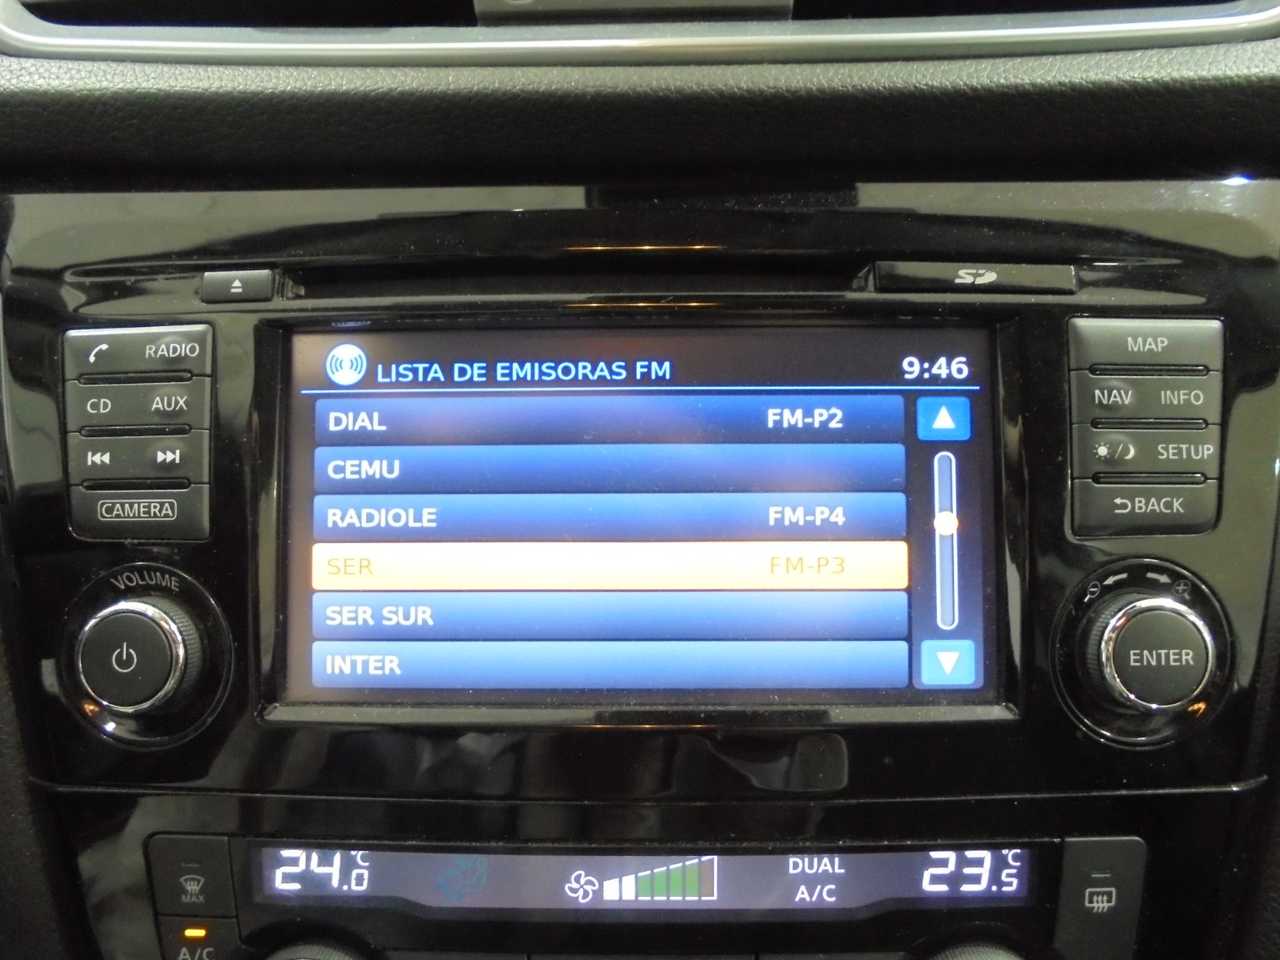 SD
RADIO
CD AUX
CAMERA
VOLUME
LISTA DE EMISORAS FM 9:46
DIAL FM-P2
CEMU
RADIOLE FM-P4
SER FM-P3
SER SUR
INTER
MAP
NAV INFO
SETUP
BACK
ENTER
24.0 °C
DUAL
A/C
23.5 °C
MAX
A/C